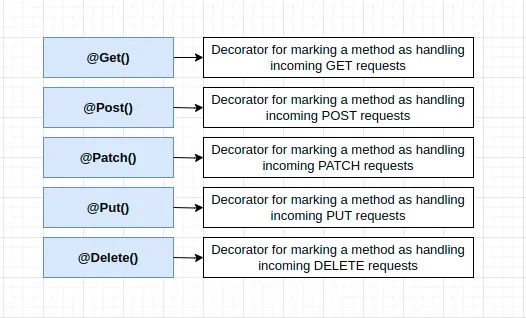 @Get()
Decorator for marking a method as handling
incoming GET requests
@Post()
Decorator for marking a method as handling
incoming POST requests
@Patch()
Decorator for marking a method as handling
incoming PATCH requests
@Put()
Decorator for marking a method as handling
incoming PUT requests
@Delete()
Decorator for marking a method as handling
incoming DELETE requests